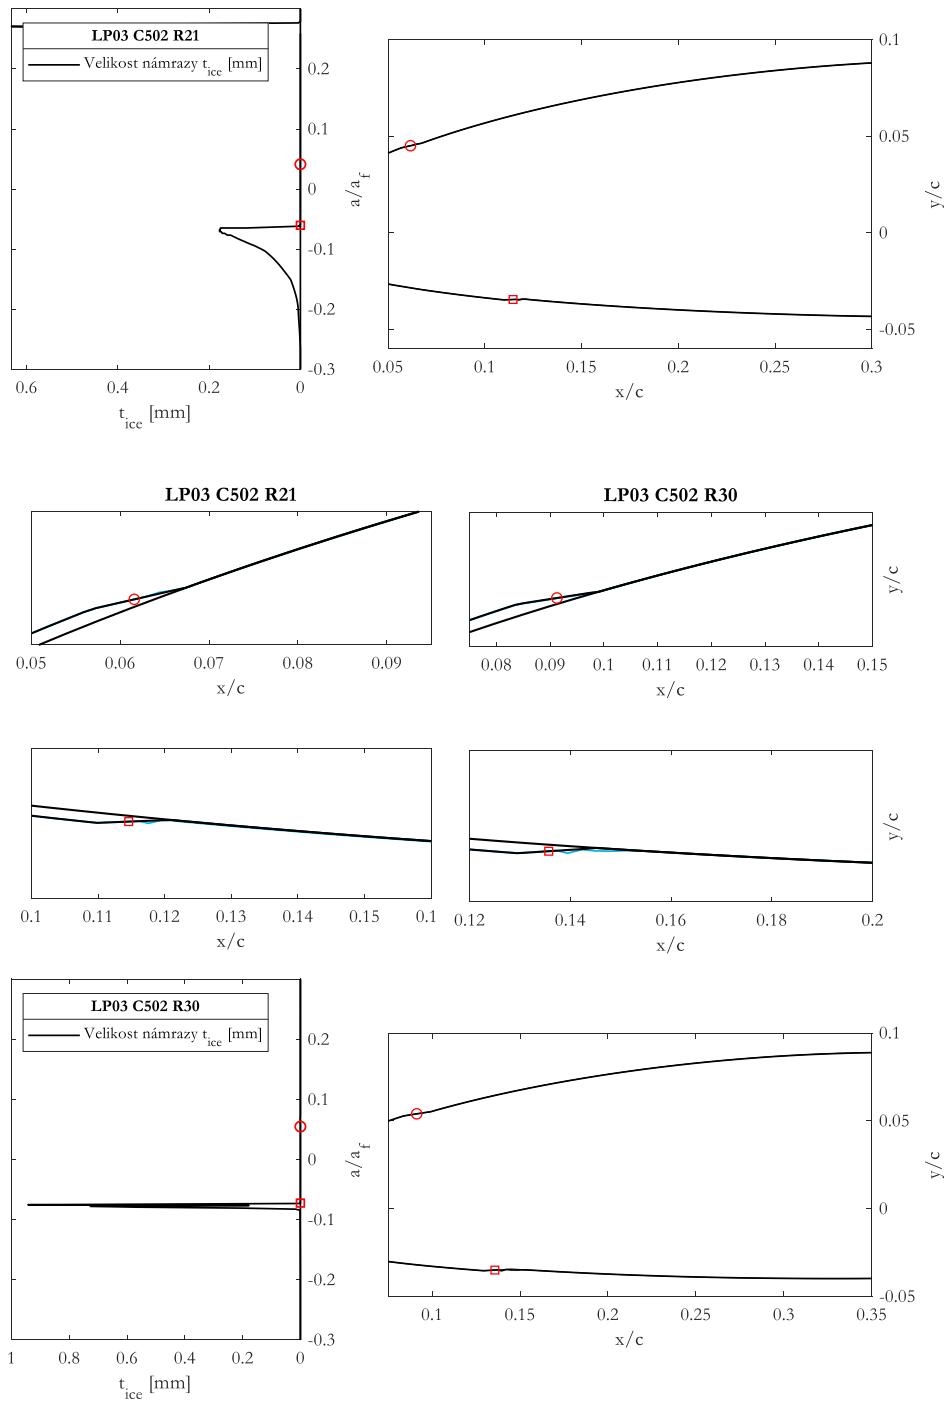 LP03 C502 R21
Velikost námrazy t_ice [mm]
0.2
0.1
0
-0.1
-0.2
-0.3
a/a_f
0.6 0.4 0.2 0
t_ice [mm]
0.1
0.05
0
-0.05
y/c
0.05 0.1 0.15 0.2 0.25 0.3
x/c
LP03 C502 R21
0.05 0.06 0.07 0.08 0.09
x/c
LP03 C502 R30
y/c
0.08 0.09 0.1 0.11 0.12 0.13 0.14 0.15
x/c
0.1 0.11 0.12 0.13 0.14 0.15 0.1
x/c
y/c
0.12 0.14 0.16 0.18 0.2
x/c
LP03 C502 R30
Velikost námrazy t_ice [mm]
0.2
0.1
0
-0.1
-0.2
-0.3
a/a_f
1 0.8 0.6 0.4 0.2 0
t_ice [mm]
0.1
0.05
0
-0.05
y/c
0.1 0.15 0.2 0.25 0.3 0.35
x/c